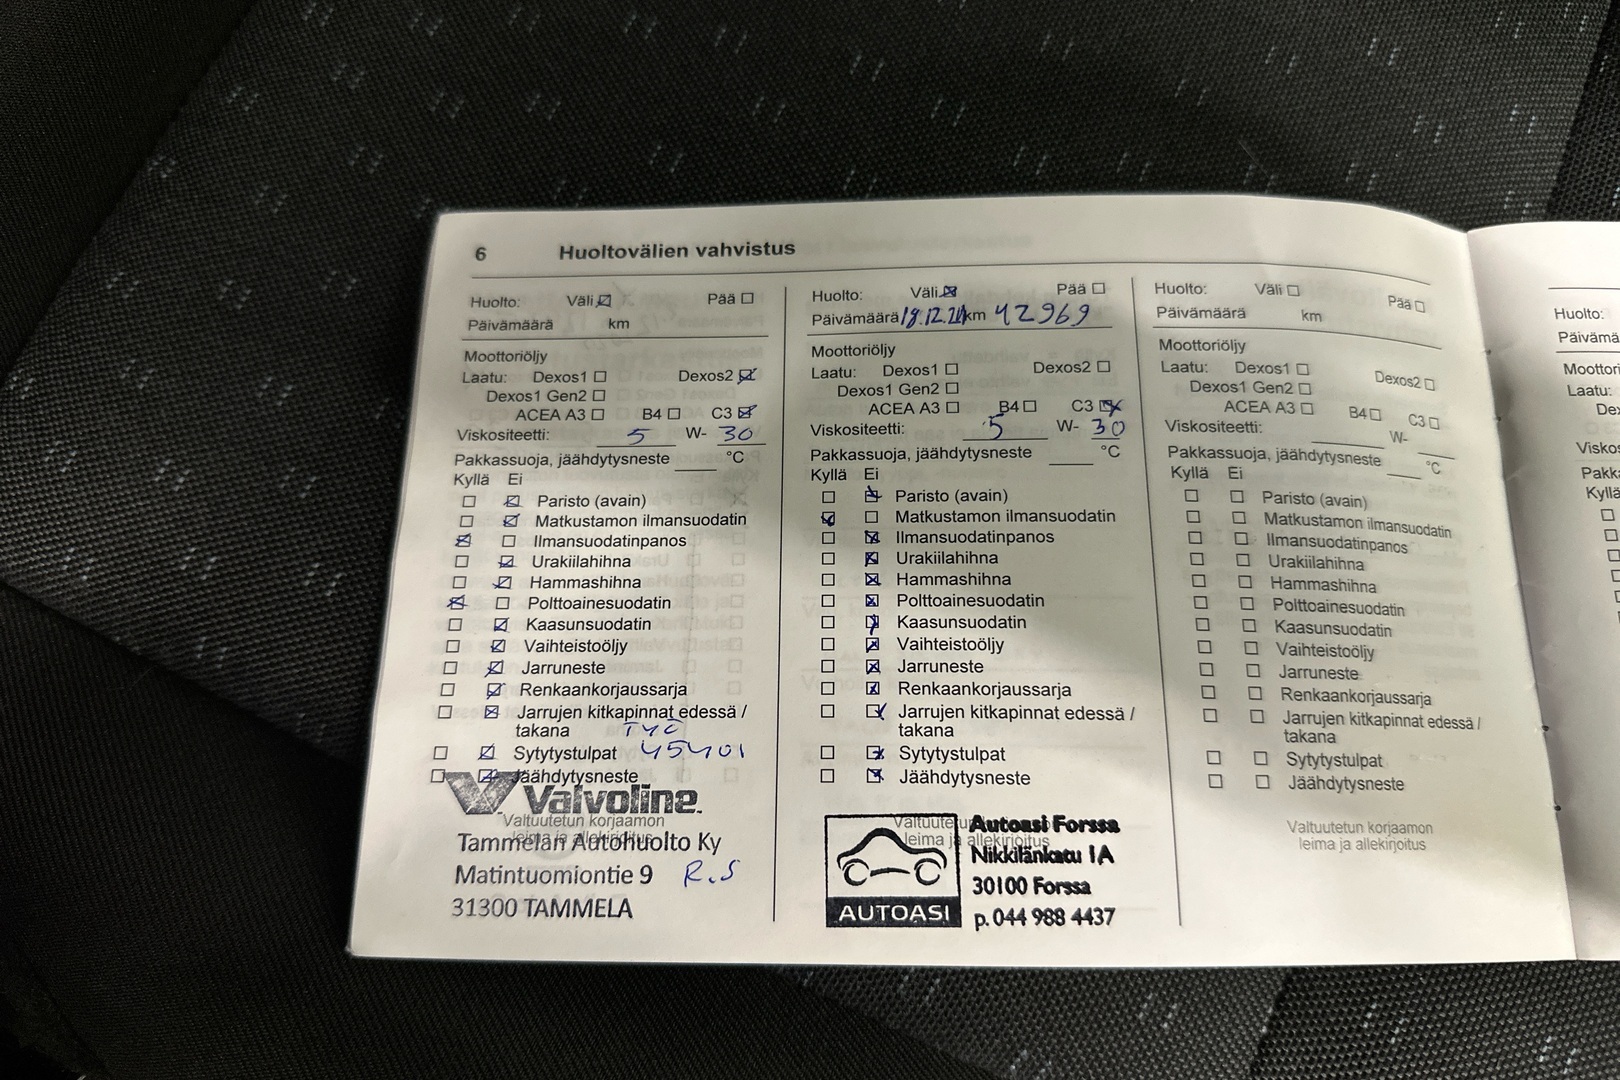 6 Huoltovälien vahvistus
Huolto: Väli Pää
Päivämäärä km
Moottoriöljy
Laatu: Dexos1 Dexos2
Dexos1 Gen2
ACEA A3 B4 C3
Viskositeetti: 5 W- 30
Pakkassuoja, jäähdytysneste °C
Kyllä Ei
Paristo (avain)
Matkustamon ilmansuodatin
Ilmansuodatinpanos
Urakiilahihna
Hammashihna
Polttoainesuodatin
Kaasunsuodatin
Vaihteistoöljy
Jarruneste
Renkaankorjaussarja
Jarrujen kitkapinnat edessä /
takana
Sytytystulpat 45401
Jäähdytysneste
Valvoline
Valtuutetun korjaamon
leima ja allekirjoitus
Tammelan Autohuolto Ky
Matintuomiontie 9 R.S
31300 TAMMELA
Huolto: Väli Pää
Päivämäärä km 42969
Moottoriöljy
Laatu: Dexos1 Dexos2
Dexos1 Gen2
ACEA A3 B4 C3
Viskositeetti: 5 W- 30
Pakkassuoja, jäähdytysneste °C
Kyllä Ei
Paristo (avain)
Matkustamon ilmansuodatin
Ilmansuodatinpanos
Urakiilahihna
Hammashihna
Polttoainesuodatin
Kaasunsuodatin
Vaihteistoöljy
Jarruneste
Renkaankorjaussarja
Jarrujen kitkapinnat edessä /
takana
Sytytystulpat
Jäähdytysneste
Valtuutetun
leima ja allekirjoitus
AUTOASI
Autoasi Forssa
Nikkilänkatu 1A
30100 Forssa
p. 044 988 4437
Huolto: Väli Pää
Päivämäärä km
Moottoriöljy
Laatu: Dexos1 Dexos2
Dexos1 Gen2
ACEA A3 B4 C3
Viskositeetti: W-
Pakkassuoja, jäähdytysneste °C
Kyllä Ei
Paristo (avain)
Matkustamon ilmansuodatin
Ilmansuodatinpanos
Urakiilahihna
Hammashihna
Polttoainesuodatin
Kaasunsuodatin
Vaihteistoöljy
Jarruneste
Renkaankorjaussarja
Jarrujen kitkapinnat edessä /
takana
Sytytystulpat
Jäähdytysneste
Valtuutetun korjaamon
leima ja allekirjoitus
Huolto:
Laatu: